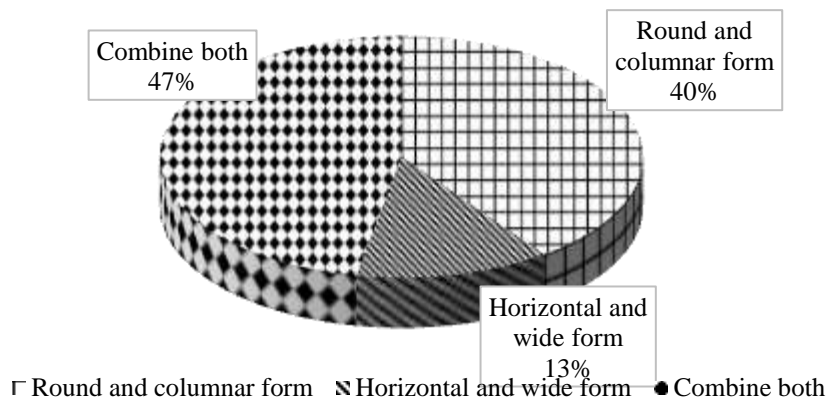 Combine both
47%
Round and
columnar form
40%
Horizontal and
wide form
13%
Round and columnar form Horizontal and wide form Combine both